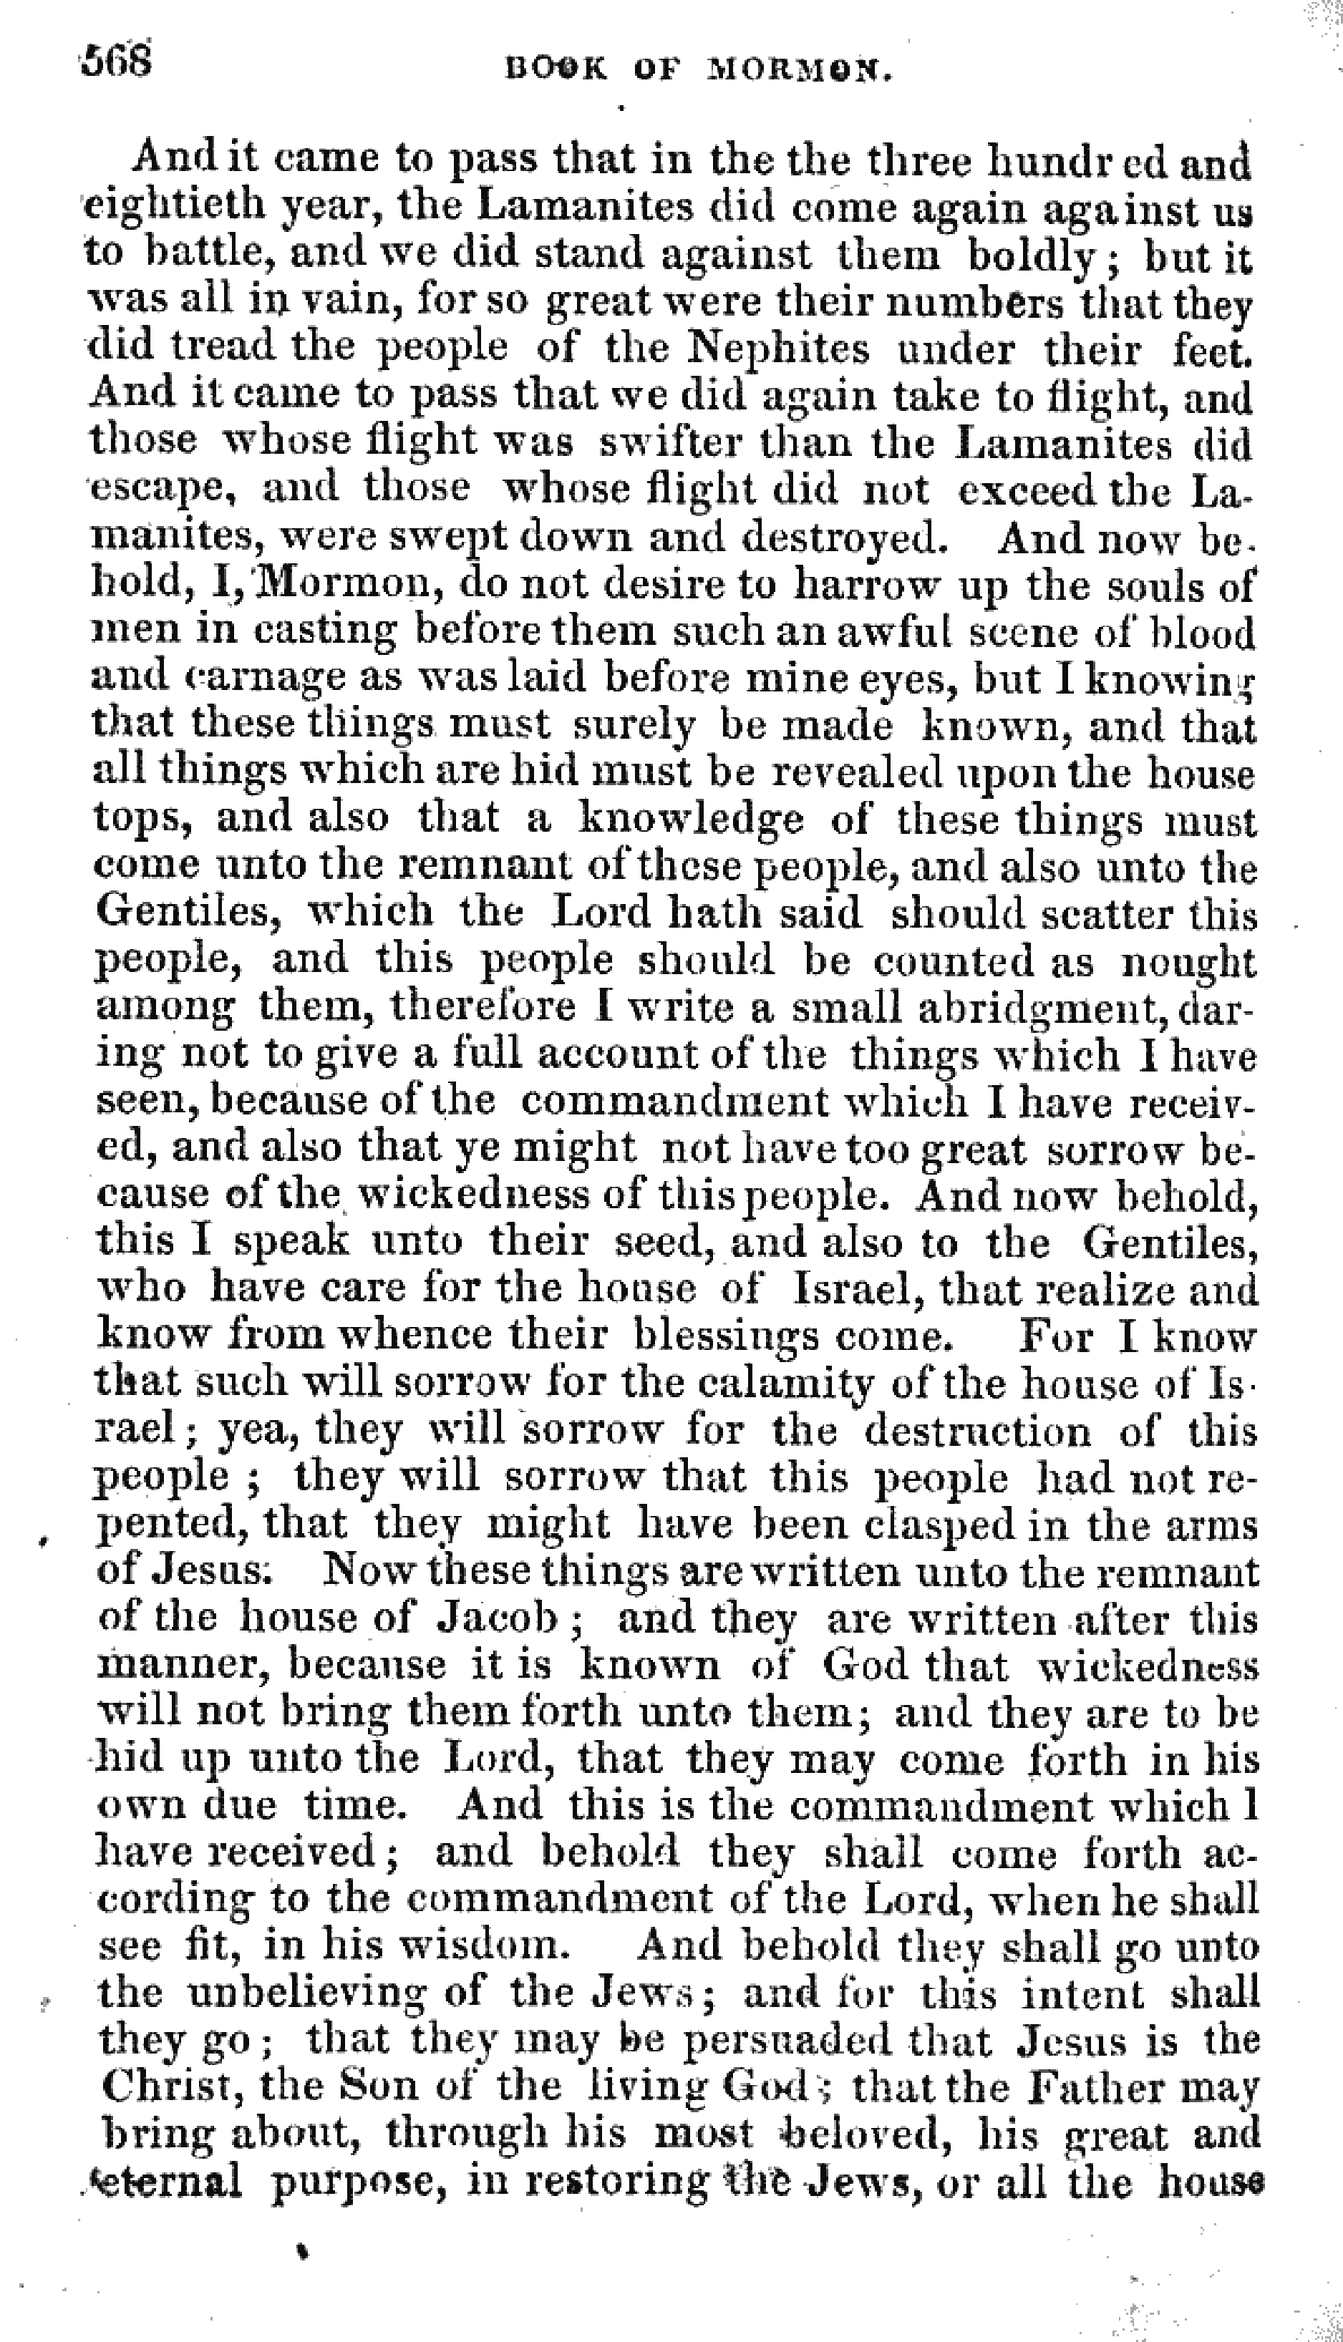 568 BOOK OF MORMON.
And it came to pass that in the the three hundred and
eightieth year, the Lamanites did come again against us
to battle, and we did stand against them boldly; but it
was all in vain, for so great were their numbers that they
did tread the people of the Nephites under their feet.
And it came to pass that we did again take to flight, and
those whose flight was swifter than the Lamanites did
escape, and those whose flight did not exceed the La-
manites, were swept down and destroyed. And now be-
hold, I, Mormon, do not desire to harrow up the souls of
men in casting before them such an awful scene of blood
and carnage as was laid before mine eyes, but I knowing
that these things must surely be made known, and that
all things which are hid must be revealed upon the house
tops, and also that a knowledge of these things must
come unto the remnant of these people, and also unto the
Gentiles, which the Lord hath said should scatter this
people, and this people should be counted as nought
among them, therefore I write a small abridgment, dar-
ing not to give a full account of the things which I have
seen, because of the commandment which I have receiv-
ed, and also that ye might not have too great sorrow be-
cause of the wickedness of this people. And now behold,
this I speak unto their seed, and also to the Gentiles,
who have care for the house of Israel, that realize and
know from whence their blessings come. For I know
that such will sorrow for the calamity of the house of Is-
rael; yea, they will sorrow for the destruction of this
people; they will sorrow that this people had not re-
pented, that they might have been clasped in the arms
of Jesus: Now these things are written unto the remnant
of the house of Jacob; and they are written after this
manner, because it is known of God that wickedness
will not bring them forth unto them; and they are to be
hid up unto the Lord, that they may come forth in his
own due time. And this is the commandment which I
have received; and behold they shall come forth ac-
cording to the commandment of the Lord, when he shall
see fit, in his wisdom. And behold they shall go unto
the unbelieving of the Jews; and for this intent shall
they go; that they may be persuaded that Jesus is the
Christ, the Son of the living God; that the Father may
bring about, through his most beloved, his great and
eternal purpose, in restoring the Jews, or all the house